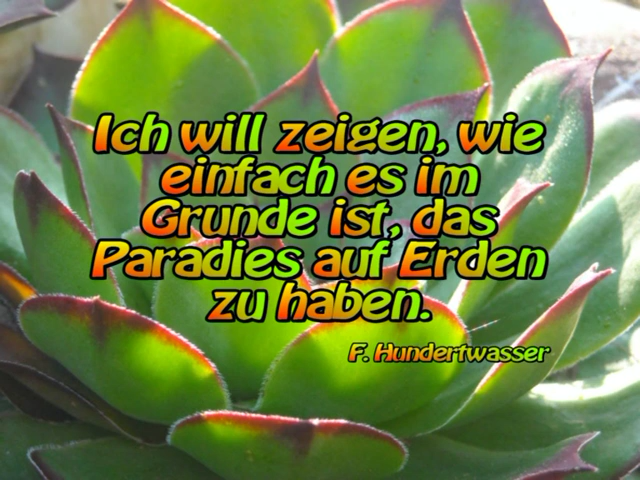 Ich will zeigen, wie
einfach es im
Grunde ist, das
Paradies auf Erden
zu haben.
F. Hundertwasser